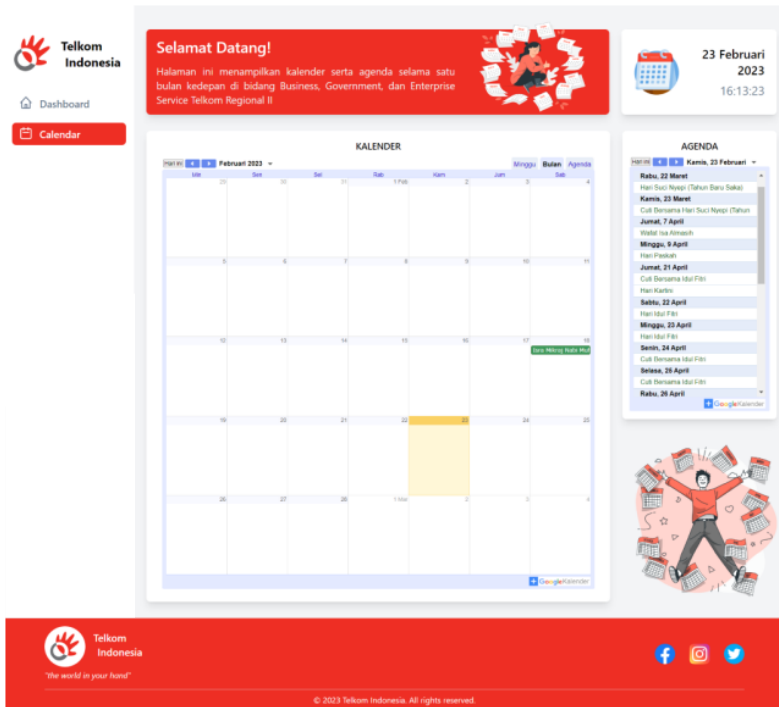 Telkom
Indonesia
Dashboard
Calendar
Selamat Datang!
Halaman ini menampilkan kalender serta agenda selama satu
bulan kedepan di bidang Business, Government, dan Enterprise
Service Telkom Regional II
23 Februari
2023
16:13:23
KALENDER
Hari ini Februari 2023 Minggu Bulan Agenda
Min Sen Sel Rab Kam Jum Sab
29 30 31 1 Feb 2 3 4
5 6 7 8 9 10 11
12 13 14 15 16 17 18
Isra Mikraj Nabi Mu
19 20 21 22 23 24 25
26 27 28 1 Mar 2 3 4
GoogleKalender
AGENDA
Hari ini Kamis, 23 Februari
Rabu, 22 Maret
Hari Suci Nyepi (Tahun Baru Saka)
Kamis, 23 Maret
Cuti Bersama Hari Suci Nyepi (Tahun
Jumat, 7 April
Wafat Isa Almasih
Minggu, 9 April
Hari Paskah
Jumat, 21 April
Cuti Bersama Idul Fitri
Hari Kartini
Sabtu, 22 April
Hari Idul Fitri
Minggu, 23 April
Hari Idul Fitri
Senin, 24 April
Cuti Bersama Idul Fitri
Selasa, 25 April
Cuti Bersama Idul Fitri
Rabu, 26 April
GoogleKalender
Telkom
Indonesia
"the world in your hand"
© 2023 Telkom Indonesia. All rights reserved.